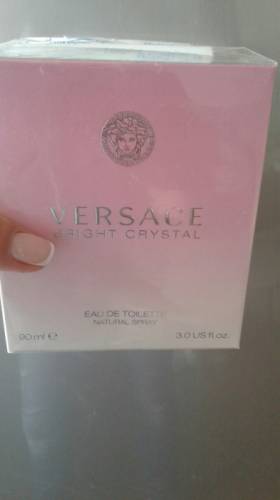 VERSACE
BRIGHT CRYSTAL
EAU DE TOILETTE
NATURAL SPRAY
90 ml ℮
3.0 US fl.oz.